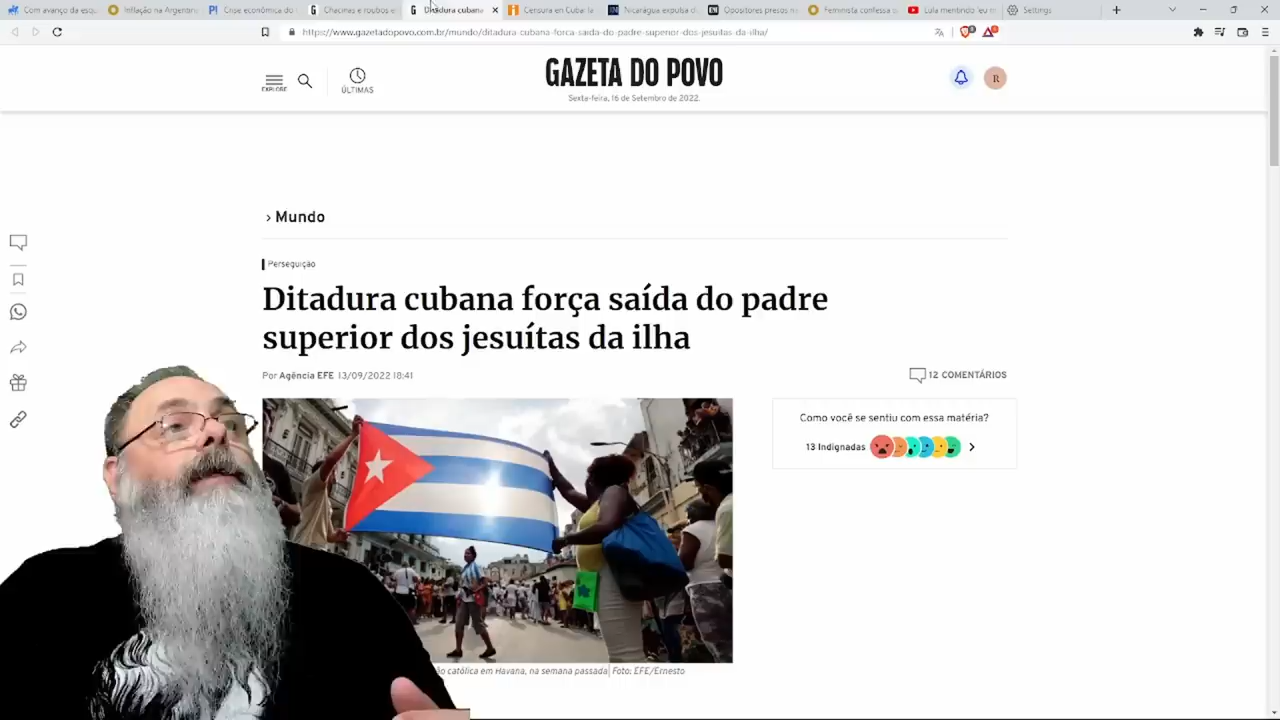 Com avanço da esqu
Inflação na Argentin
Crise econômica do
Chacinas e roubos e
Ditadura cubana
Censura en Cuba: la
Nicarágua expulsa d
Opositores presos n
Feminista confessa q
Lula mentindo feu m
Settings
https://www.gazetadopovo.com.br/mundo/ditadura-cubana-forca-saida-do-padre-superior-dos-jesuitas-da-ilha/
EXPLORE
ÚLTIMAS
GAZETA DO POVO
Sexta-feira, 16 de Setembro de 2022.
R
› Mundo
Perseguição
Ditadura cubana força saída do padre
superior dos jesuítas da ilha
Por Agência EFE 13/09/2022 18:41
12 COMENTÁRIOS
Como você se sentiu com essa matéria?
13 Indignadas
ão católica em Havana, na semana passada| Foto: EFE/Ernesto